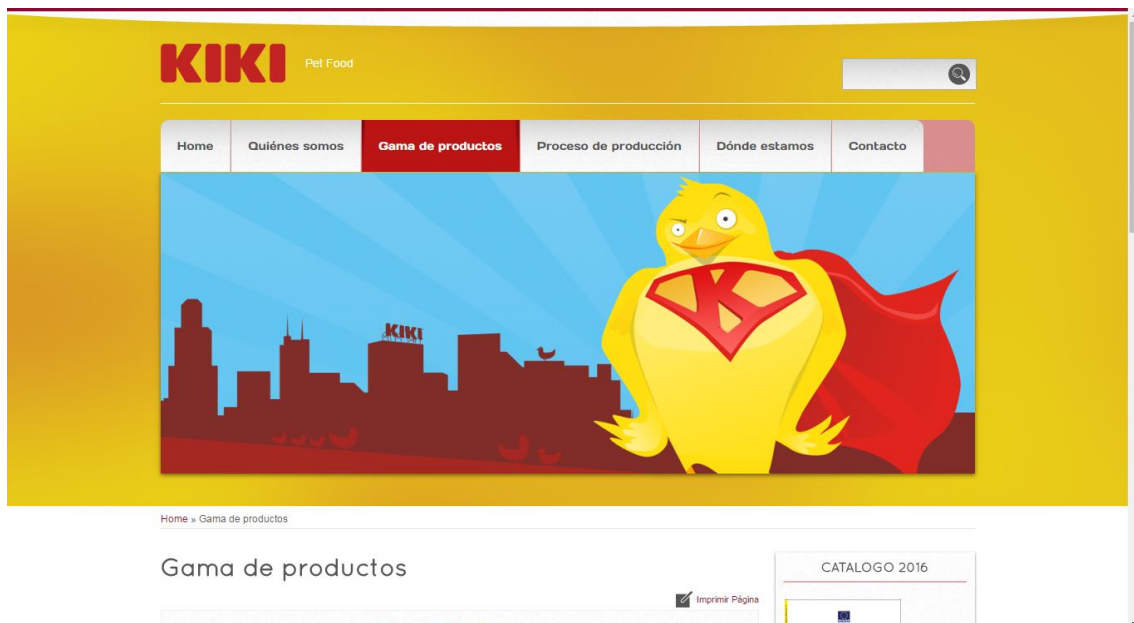 KIKI Pet Food
Home Quiénes somos Gama de productos Proceso de producción Dónde estamos Contacto
K
KIKI
Home » Gama de productos
Gama de productos
CATALOGO 2016
Imprimir Página